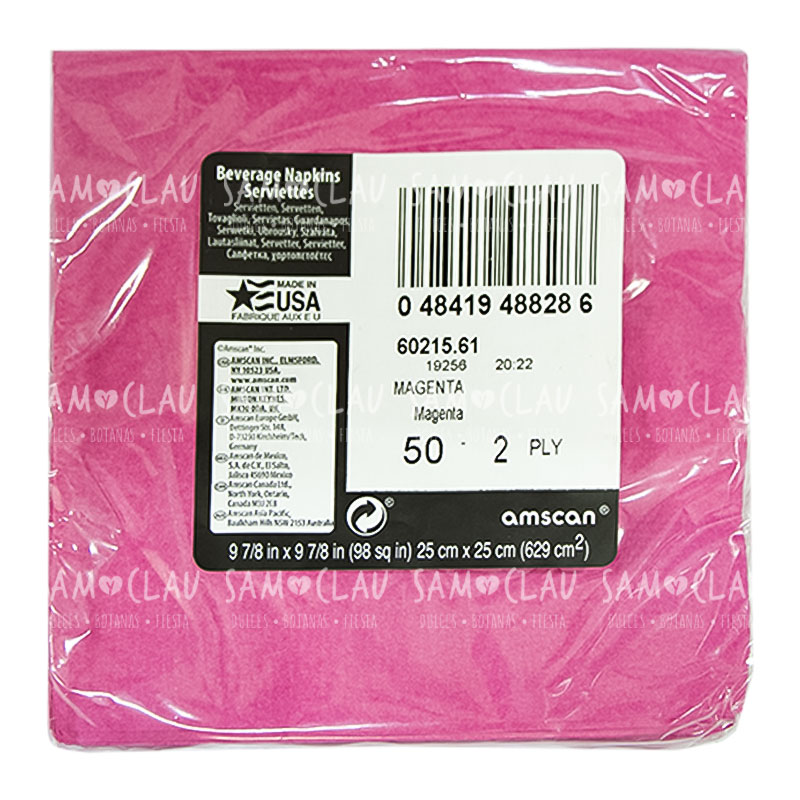 Beverage Napkins
Serviettes
Servietten, Servetten,
Tovaglioli, Servietas, Guardanapos,
Serwetki, Ubrousky, Szalvéta,
Lautasliinat, Servetter, Servietter,
Салфетка, χαρτοπετσέτες
MADE IN
USA
FABRIQUE AUX E U
©Amscan® Inc.
AMSCAN INC., ELMSFORD,
NY 10523 USA.
www.amscan.com
AMSCAN INT. LTD.
MILTON KEYNES,
MK10 0DA, UK
Amscan Europe GmbH,
Dettinger Str. 148,
D-73230 Kirchheim/Teck,
Germany
Amscan de Mexico,
S.A. de C.V., El Salto,
Jalisco 45690 Mexico
Amscan Canada Ltd.,
North York, Ontario,
Canada M3J 2E8
Amscan Asia Pacific,
Baulkham Hills NSW 2153 Australia
0 48419 48828 6
60215.61
19256 20:22
MAGENTA
Magenta
50 - 2 PLY
amscan®
9 7/8 in x 9 7/8 in (98 sq in) 25 cm x 25 cm (629 cm²)
SAM CLAU
DULCES • BOTANAS • FIESTA